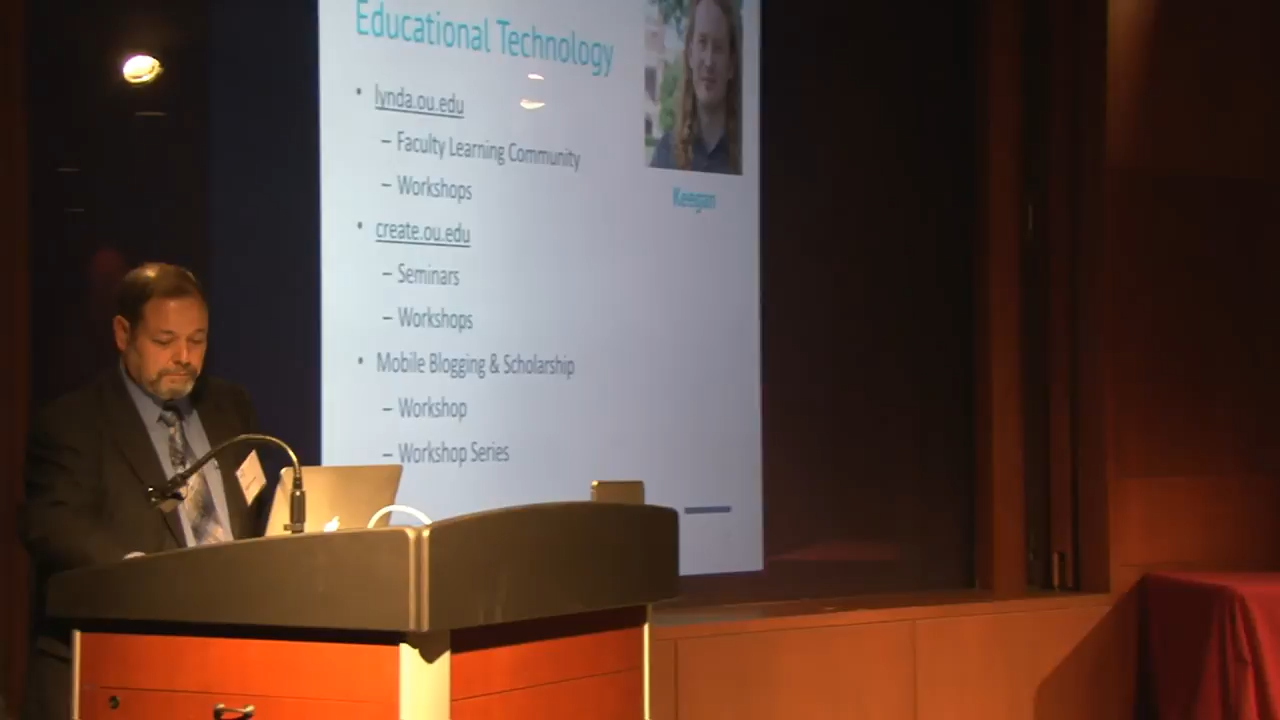 Educational Technology
• lynda.ou.edu
– Faculty Learning Community
– Workshops
• create.ou.edu
– Seminars
– Workshops
• Mobile Blogging & Scholarship
– Workshop
– Workshop Series
Keegan